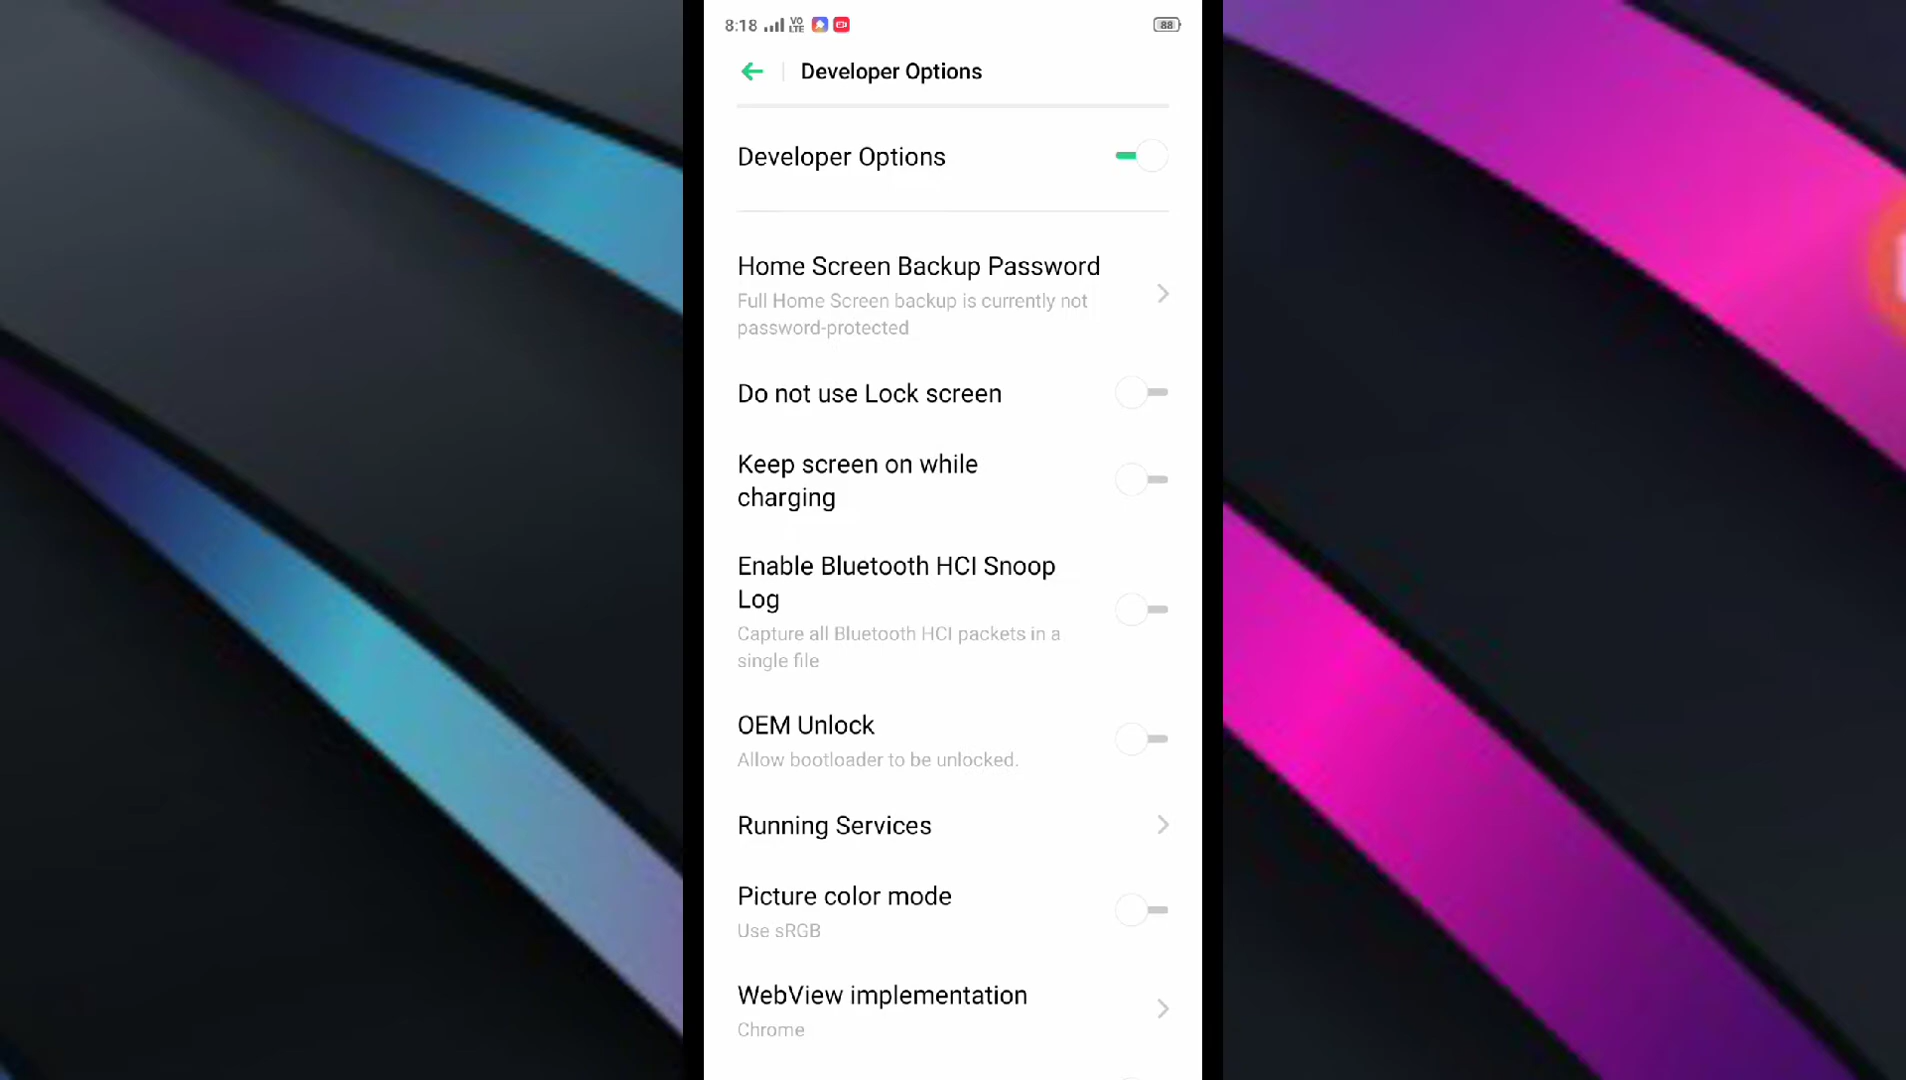 8:18 VO LTE 88
Developer Options
Developer Options
Home Screen Backup Password
Full Home Screen backup is currently not
password-protected
Do not use Lock screen
Keep screen on while
charging
Enable Bluetooth HCI Snoop
Log
Capture all Bluetooth HCI packets in a
single file
OEM Unlock
Allow bootloader to be unlocked.
Running Services
Picture color mode
Use sRGB
WebView implementation
Chrome